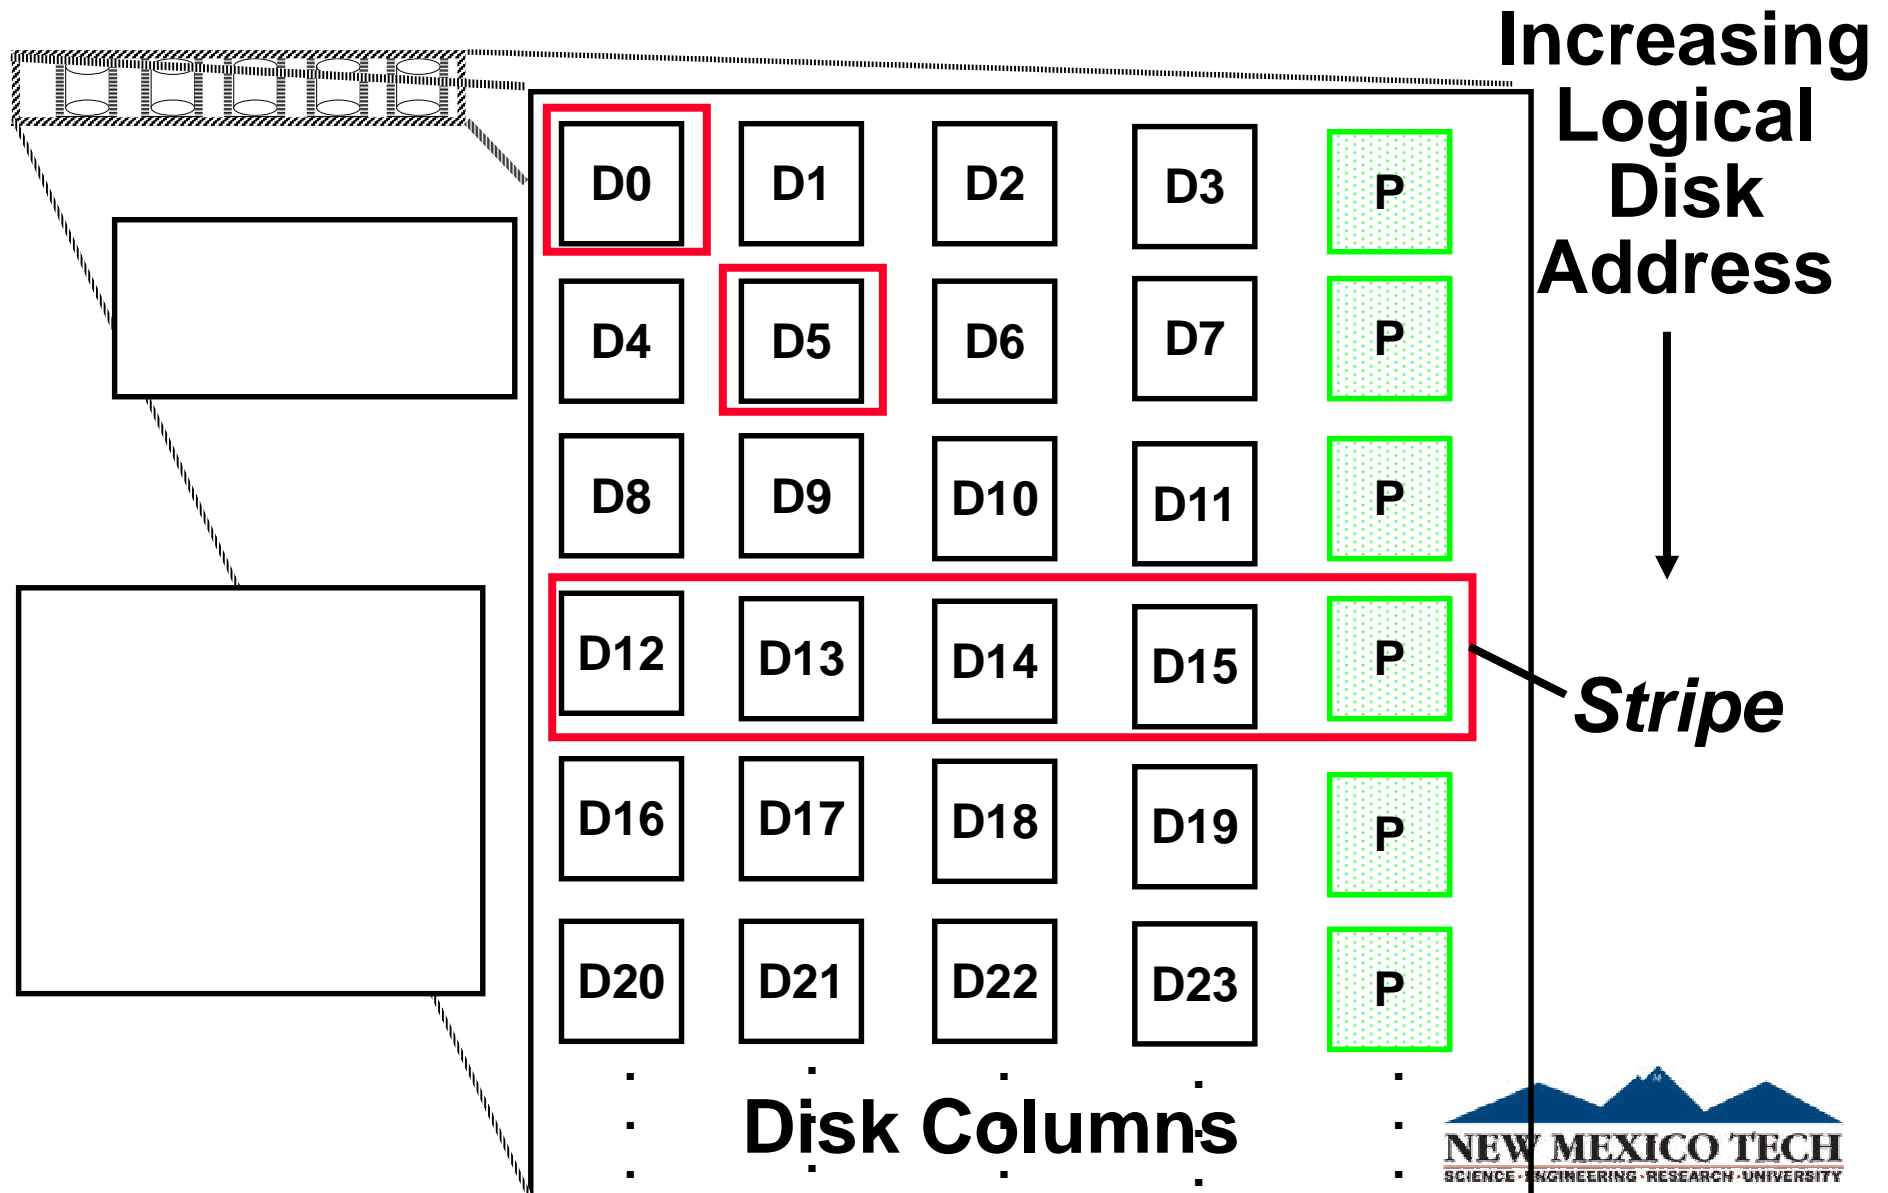 Increasing
Logical
Disk
Address
D0 D1 D2 D3 P
D4 D5 D6 D7 P
D8 D9 D10 D11 P
D12 D13 D14 D15 P
Stripe
D16 D17 D18 D19 P
D20 D21 D22 D23 P
Disk Columns
NEW MEXICO TECH
SCIENCE · ENGINEERING · RESEARCH · UNIVERSITY